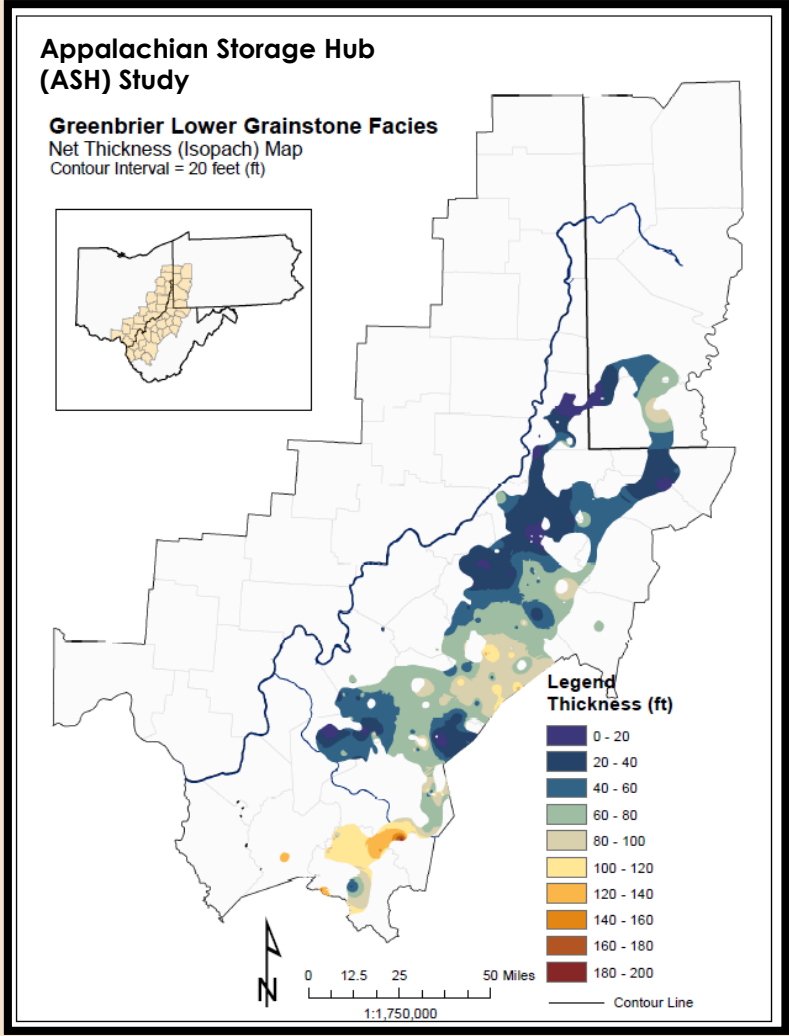 Appalachian Storage Hub
(ASH) Study
Greenbrier Lower Grainstone Facies
Net Thickness (Isopach) Map
Contour Interval = 20 feet (ft)
Legend
Thickness (ft)
0 - 20
20 - 40
40 - 60
60 - 80
80 - 100
100 - 120
120 - 140
140 - 160
160 - 180
180 - 200
Contour Line
N
0 12.5 25 50 Miles
1:1,750,000